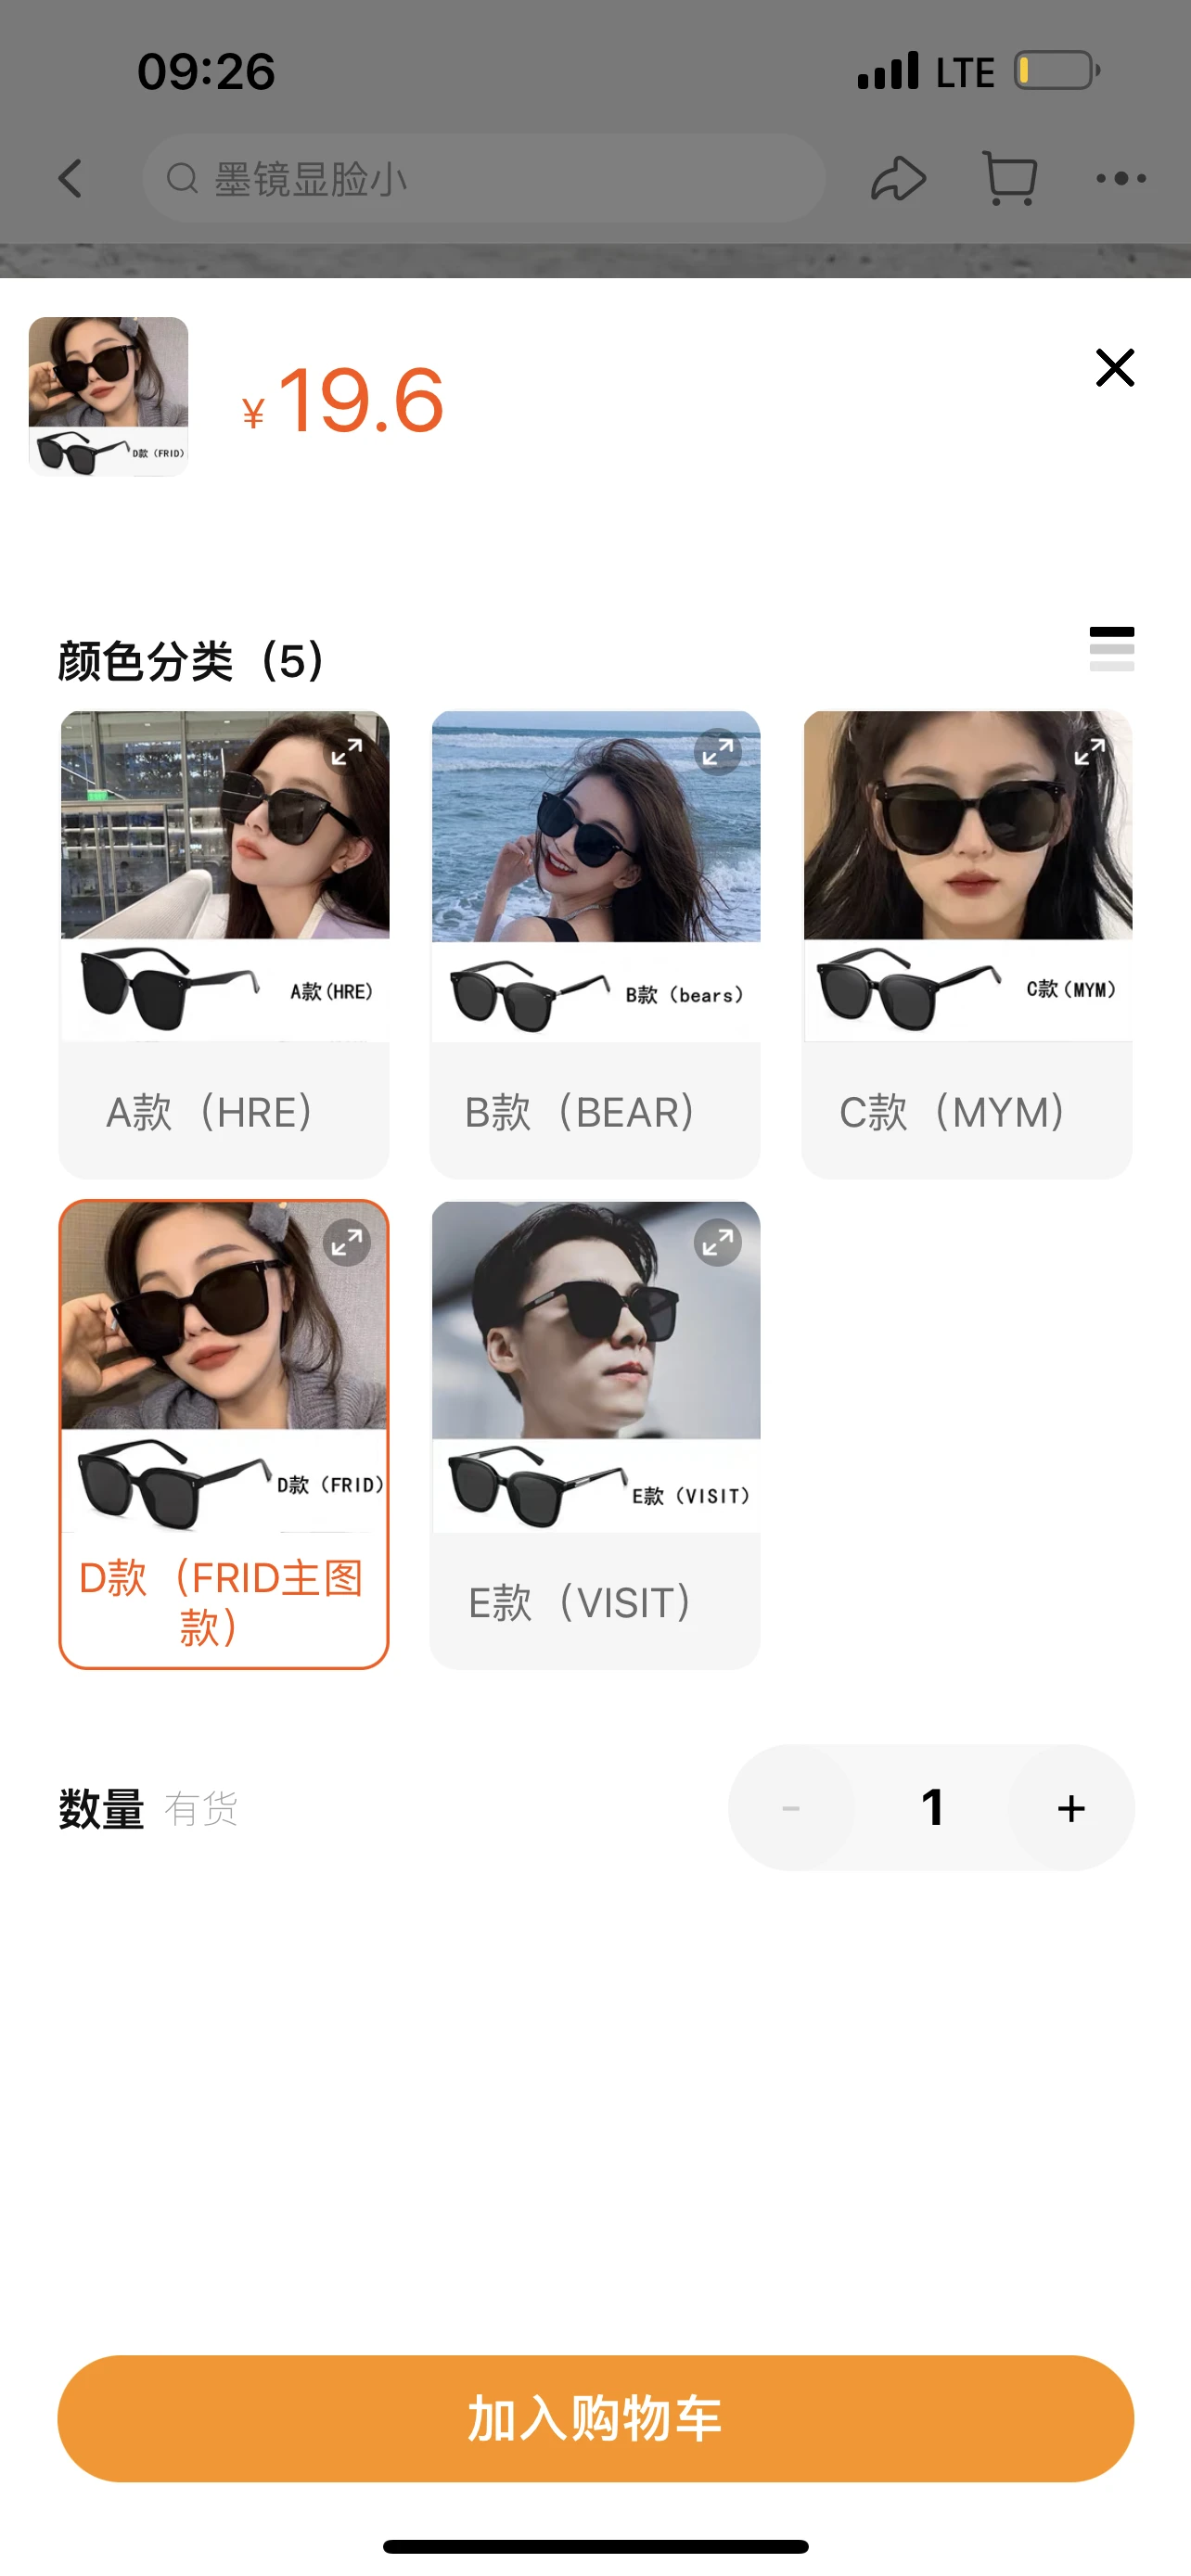 09:26
LTE
墨镜显脸小
D款（FRID）
¥19.6
颜色分类（5）
A款(HRE)
B款（bears）
C款(MYM)
A款（HRE）
B款（BEAR）
C款（MYM）
D款（FRID）
E款（VISIT）
D款（FRID主图
款）
E款（VISIT）
数量 有货
- 1 +
加入购物车